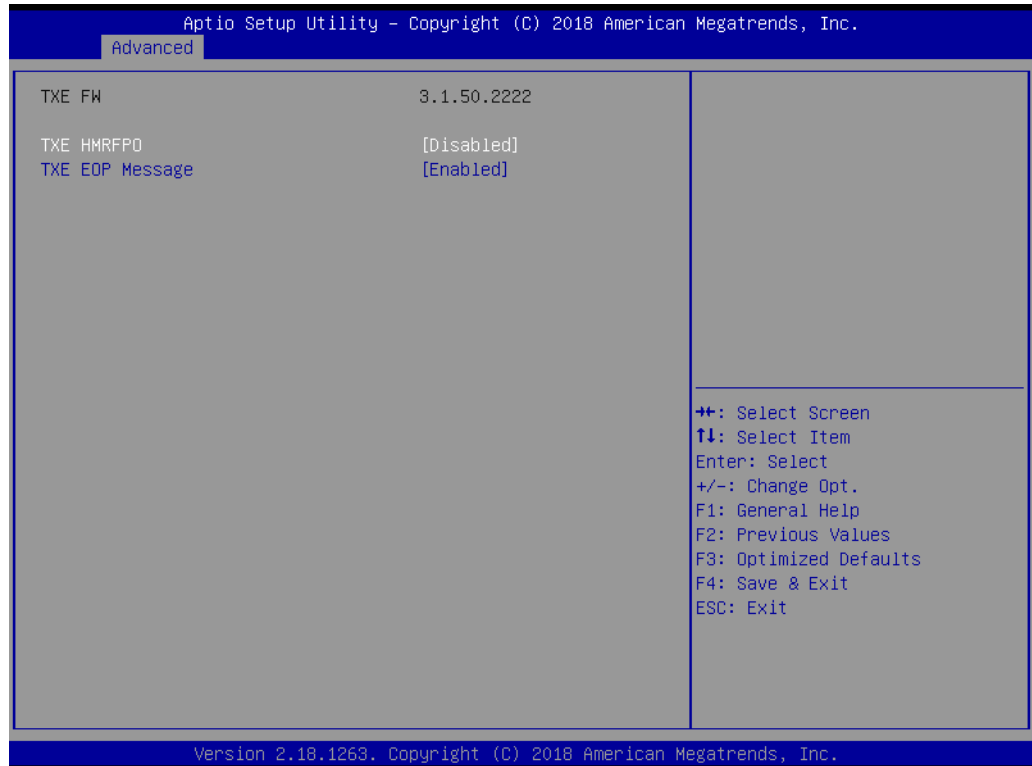 Aptio Setup Utility – Copyright (C) 2018 American Megatrends, Inc.
Advanced
TXE FW 3.1.50.2222
TXE HMRFPO [Disabled]
TXE EOP Message [Enabled]
→←: Select Screen
↑↓: Select Item
Enter: Select
+/-: Change Opt.
F1: General Help
F2: Previous Values
F3: Optimized Defaults
F4: Save & Exit
ESC: Exit
Version 2.18.1263. Copyright (C) 2018 American Megatrends, Inc.